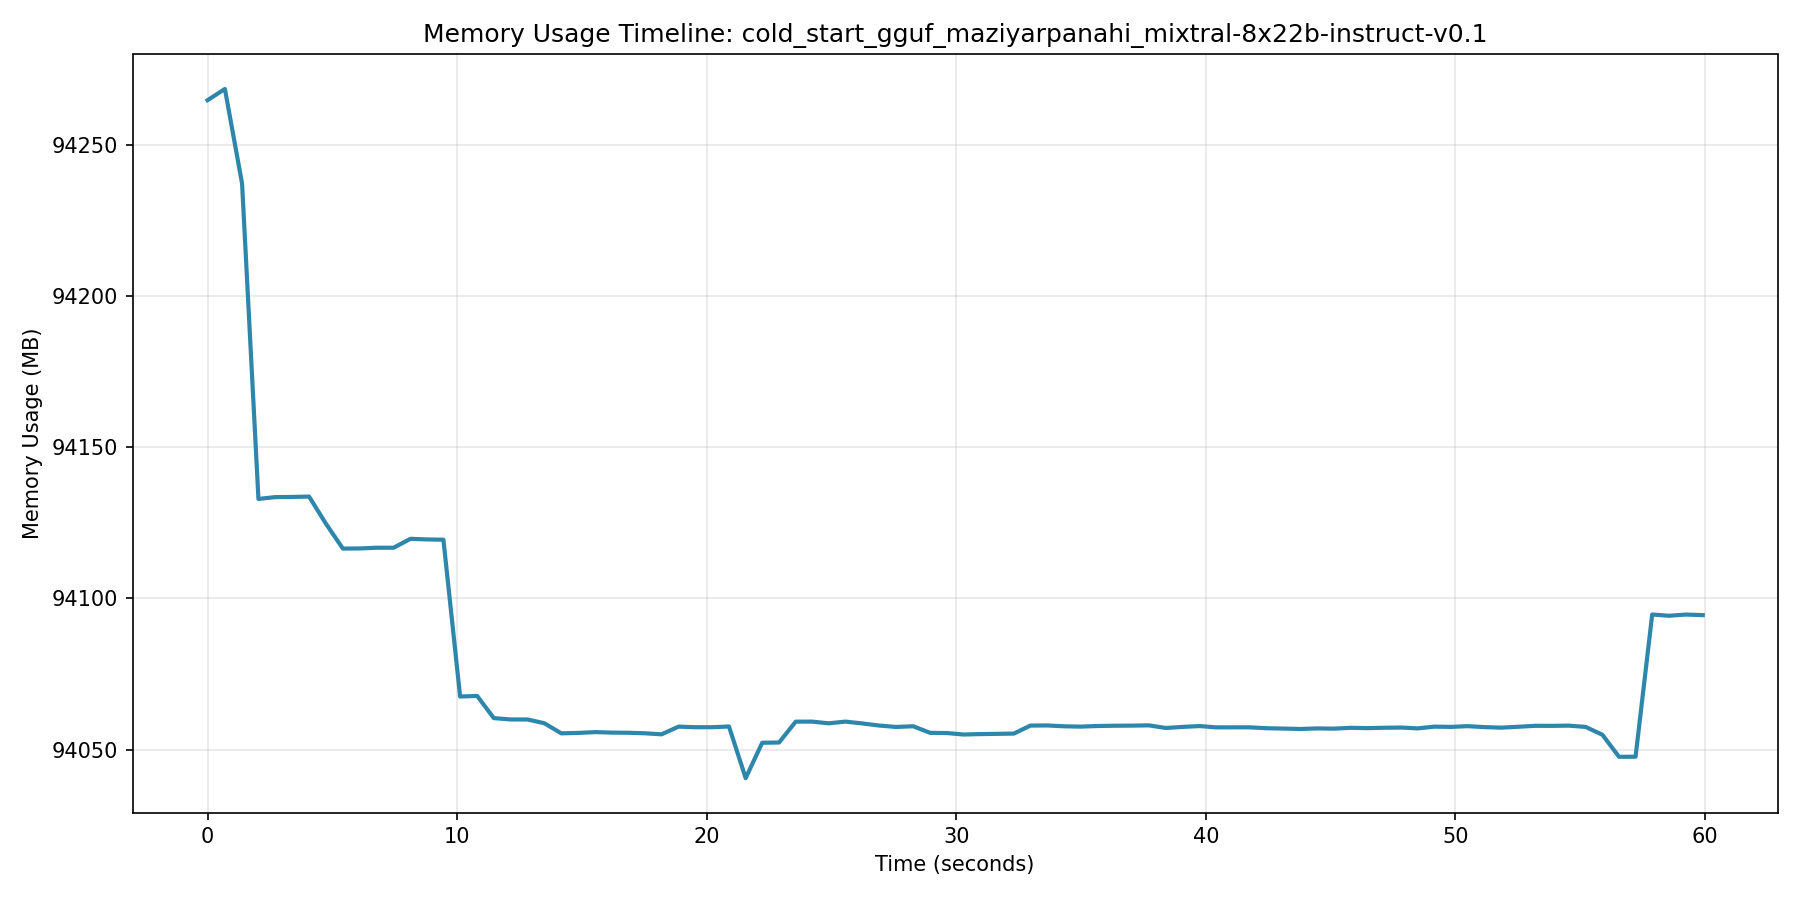 Memory Usage Timeline: cold_start_gguf_maziyarpanahi_mixtral-8x22b-instruct-v0.1
Memory Usage (MB)
94250
94200
94150
94100
94050
0 10 20 30 40 50 60
Time (seconds)